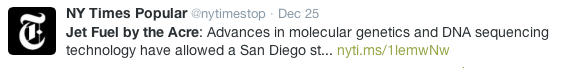 NY Times Popular @nytimestop · Dec 25
Jet Fuel by the Acre: Advances in molecular genetics and DNA sequencing
technology have allowed a San Diego st... nyti.ms/1lemwNw